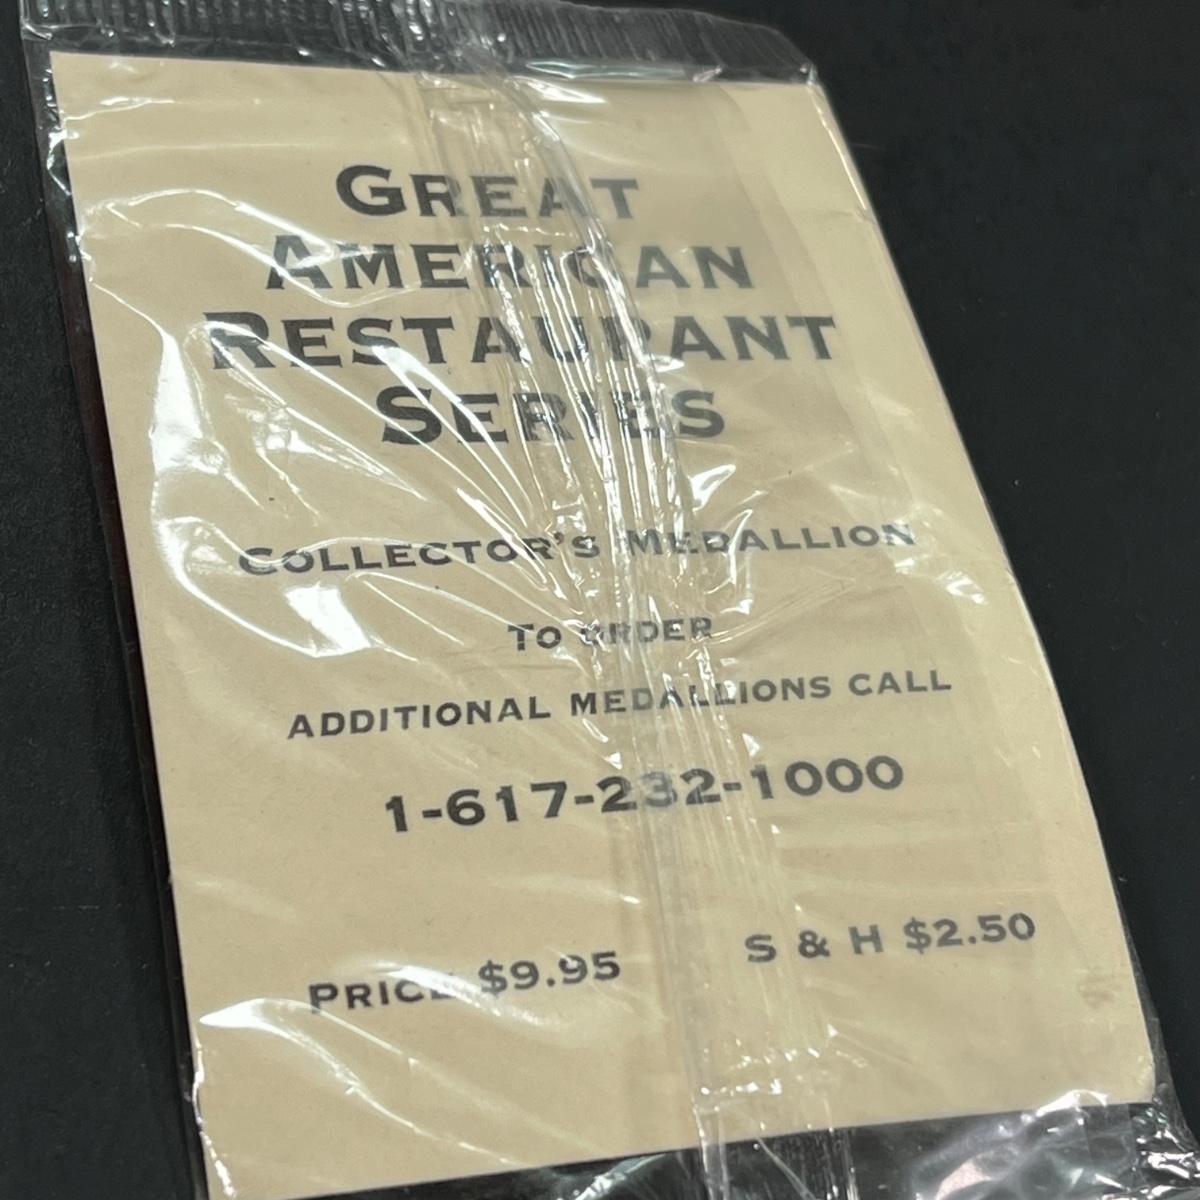 GREAT
AMERICAN
RESTAURANT
SERIES
COLLECTOR'S MEDALLION
TO ORDER
ADDITIONAL MEDALLIONS CALL
1-617-232-1000
PRICE $9.95 S & H $2.50